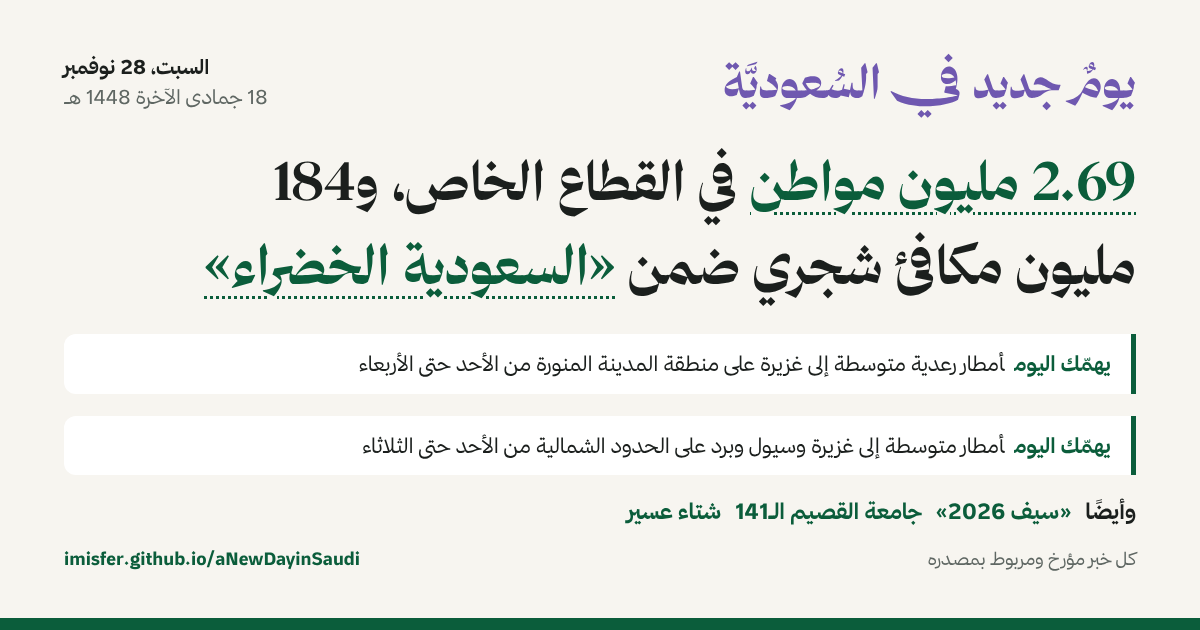 يومٌ جديد في السُعوديَّة
السبت، 28 نوفمبر
18 جمادى الآخرة 1448 هـ
2.69 مليون مواطن في القطاع الخاص، و184
مليون مكافئ شجري ضمن «السعودية الخضراء»
يهمّك اليوم أمطار رعدية متوسطة إلى غزيرة على منطقة المدينة المنورة من الأحد حتى الأربعاء
يهمّك اليوم أمطار متوسطة إلى غزيرة وسيول وبرد على الحدود الشمالية من الأحد حتى الثلاثاء
وأيضًا «سيف 2026» جامعة القصيم الـ141 شتاء عسير
كل خبر مؤرخ ومربوط بمصدره
imisfer.github.io/aNewDayinSaudi